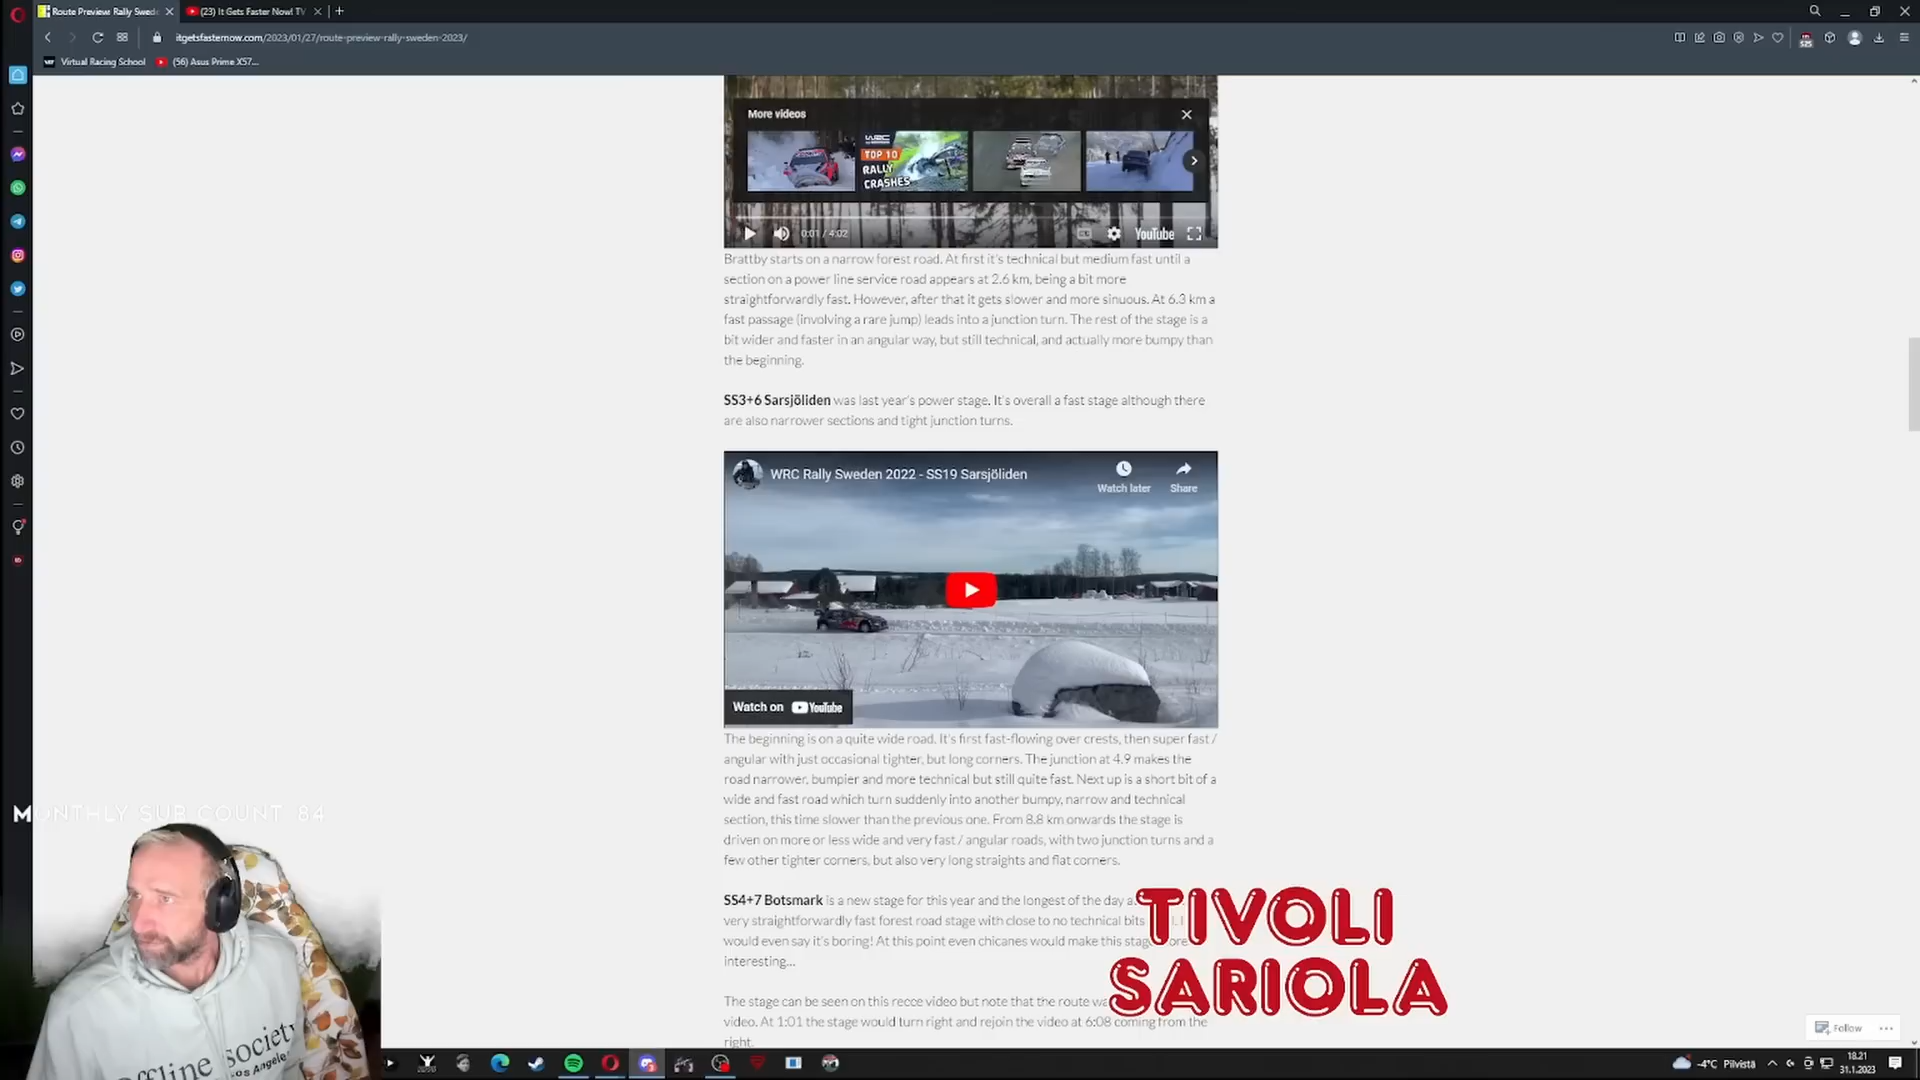 Route Preview: Rally Swed
(23) It Gets Faster Now! TV
itgetsfasternow.com/2023/01/27/route-preview-rally-sweden-2023/
Virtual Racing School
(56) Asus Prime X57...
More videos
TOP 10
RALLY
CRASHES
0:01 / 4:02
YouTube
Brattby starts on a narrow forest road. At first it's technical but medium fast until a
section on a power line service road appears at 2.6 km, being a bit more
straightforwardly fast. However, after that it gets slower and more sinuous. At 6.3 km a
fast passage (involving a rare jump) leads into a junction turn. The rest of the stage is a
bit wider and faster in an angular way, but still technical, and actually more bumpy than
the beginning.
SS3+6 Sarsjöliden was last year's power stage. It's overall a fast stage although there
are also narrower sections and tight junction turns.
WRC Rally Sweden 2022 - SS19 Sarsjöliden
Watch later
Share
Watch on YouTube
The beginning is on a quite wide road. It's first fast-flowing over crests, then super fast /
angular with just occasional tighter, but long corners. The junction at 4.9 makes the
road narrower, bumpier and more technical but still quite fast. Next up is a short bit of a
wide and fast road which turn suddenly into another bumpy, narrow and technical
section, this time slower than the previous one. From 8.8 km onwards the stage is
driven on more or less wide and very fast / angular roads, with two junction turns and a
few other tighter corners, but also very long straights and flat corners.
SS4+7 Botsmark is a new stage for this year and the longest of the day
very straightforwardly fast forest road stage with close to no technical bits
would even say it's boring! At this point even chicanes would make this stag
interesting...
The stage can be seen on this recce video but note that the route
video. At 1:01 the stage would turn right and rejoin the video at 6:08 coming from the
right.
MONTHLY SUB COUNT 84
TIVOLI
SARIOLA
offline society
Los Angeles
Follow
-4°C Pilvistä
18.21
31.1.2023